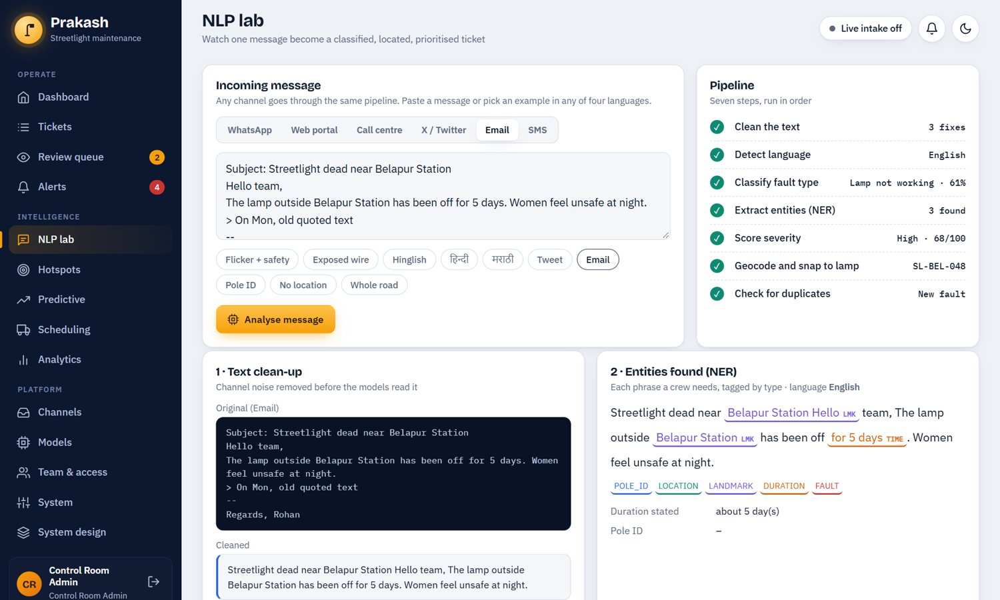 Prakash
Streetlight maintenance
OPERATE
Dashboard
Tickets
Review queue 2
Alerts 4
INTELLIGENCE
NLP lab
Hotspots
Predictive
Scheduling
Analytics
PLATFORM
Channels
Models
Team & access
System
System design
CR
Control Room
Admin
Control Room Admin
NLP lab
Watch one message become a classified, located, prioritised ticket
Live intake off
Incoming message
Any channel goes through the same pipeline. Paste a message or pick an example in any of four languages.
WhatsApp Web portal Call centre X / Twitter Email SMS
Subject: Streetlight dead near Belapur Station
Hello team,
The lamp outside Belapur Station has been off for 5 days. Women feel unsafe at night.
> On Mon, old quoted text
--
Flicker + safety Exposed wire Hinglish हिन्दी मराठी Tweet Email
Pole ID No location Whole road
Analyse message
Pipeline
Seven steps, run in order
Clean the text 3 fixes
Detect language English
Classify fault type Lamp not working · 61%
Extract entities (NER) 3 found
Score severity High · 68/100
Geocode and snap to lamp SL-BEL-048
Check for duplicates New fault
1 · Text clean-up
Channel noise removed before the models read it
Original (Email)
Subject: Streetlight dead near Belapur Station
Hello team,
The lamp outside Belapur Station has been off for 5 days. Women
feel unsafe at night.
> On Mon, old quoted text
--
Regards, Rohan
Cleaned
Streetlight dead near Belapur Station Hello team, The lamp outside
Belapur Station has been off for 5 days. Women feel unsafe at night.
2 · Entities found (NER)
Each phrase a crew needs, tagged by type · language English
Streetlight dead near Belapur Station Hello LMK team, The lamp
outside Belapur Station LMK has been off for 5 days TIME . Women
feel unsafe at night.
POLE_ID LOCATION LANDMARK DURATION FAULT
Duration stated about 5 day(s)
Pole ID –